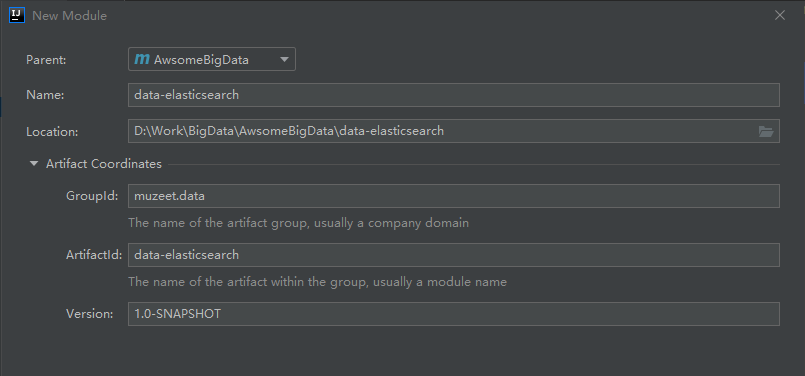 New Module
Parent: AwsomeBigData
Name: data-elasticsearch
Location: D:\Work\BigData\AwsomeBigData\data-elasticsearch
Artifact Coordinates
GroupId: muzeet.data
The name of the artifact group, usually a company domain
ArtifactId: data-elasticsearch
The name of the artifact within the group, usually a module name
Version: 1.0-SNAPSHOT